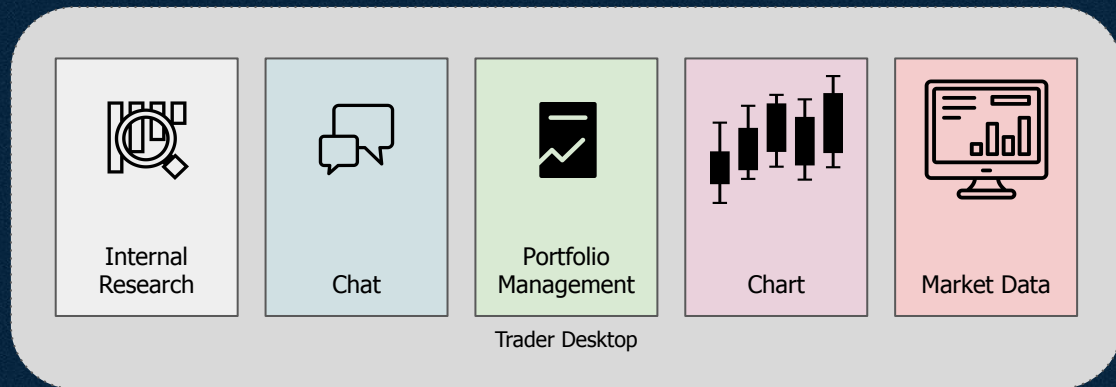 Internal
Research
Chat
Portfolio
Management
Chart
Market Data
Trader Desktop